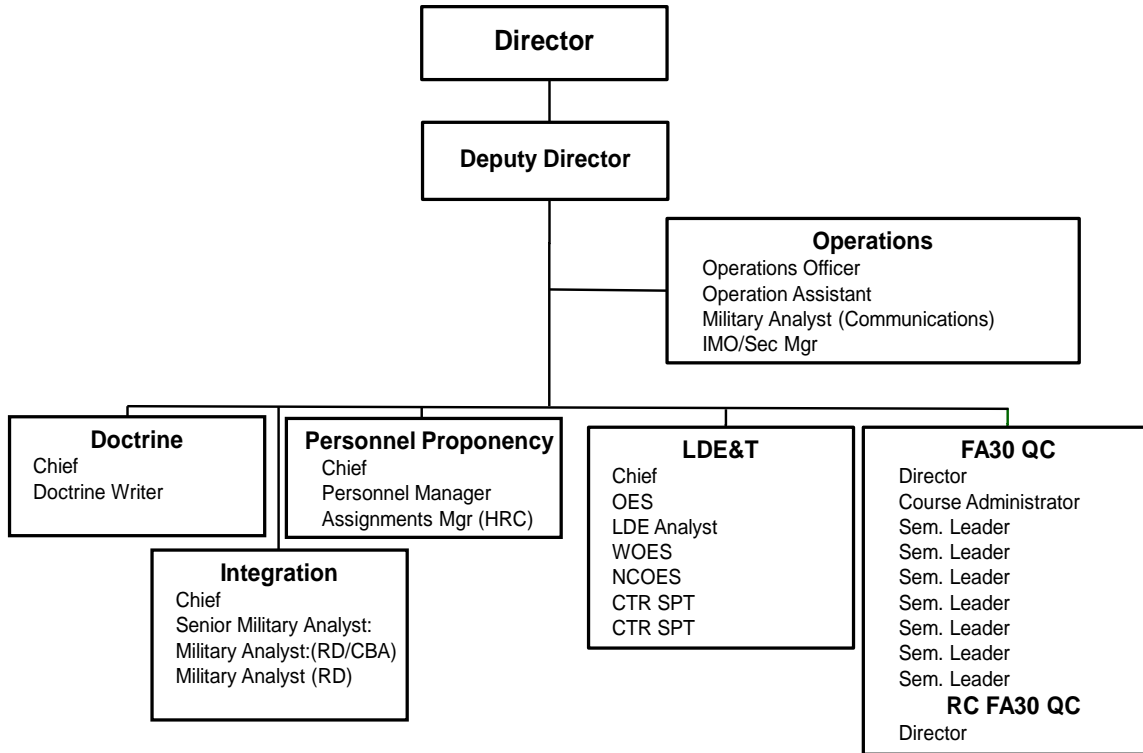 Director
Deputy Director
Operations
Operations Officer
Operation Assistant
Military Analyst (Communications)
IMO/Sec Mgr
Doctrine
Chief
Doctrine Writer
Personnel Proponency
Chief
Personnel Manager
Assignments Mgr (HRC)
LDE&T
Chief
OES
LDE Analyst
WOES
NCOES
CTR SPT
CTR SPT
FA30 QC
Director
Course Administrator
Sem. Leader
Sem. Leader
Sem. Leader
Sem. Leader
Sem. Leader
Sem. Leader
Sem. Leader
RC FA30 QC
Director
Integration
Chief
Senior Military Analyst:
Military Analyst:(RD/CBA)
Military Analyst (RD)